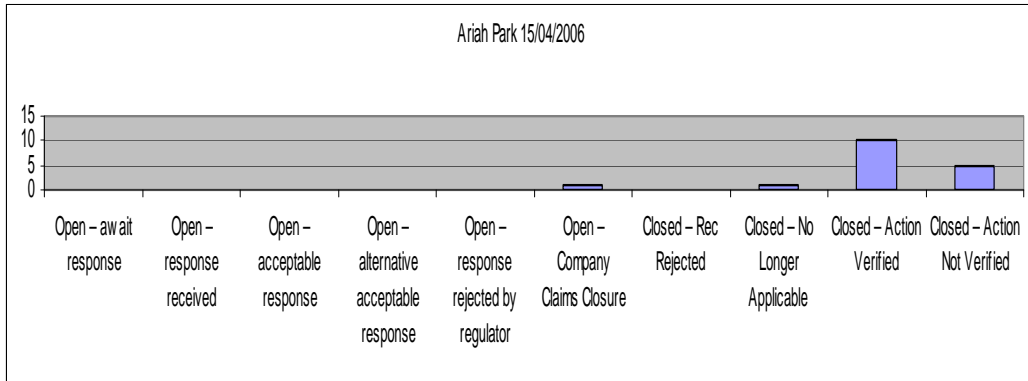 Ariah Park 15/04/2006
15
10
5
0
Open – await
response
Open –
response
received
Open –
acceptable
response
Open –
alternative
acceptable
response
Open –
response
rejected by
regulator
Open –
Company
Claims Closure
Closed – Rec
Rejected
Closed – No
Longer
Applicable
Closed – Action
Verified
Closed – Action
Not Verified